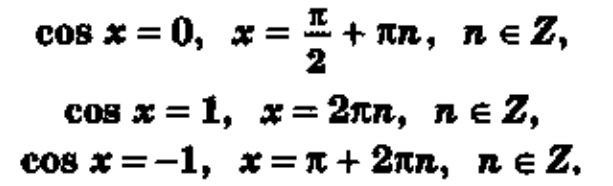 cos x = 0, x = π/2 + πn, n ∈ Z,
cos x = 1, x = 2πn, n ∈ Z,
cos x = −1, x = π + 2πn, n ∈ Z.